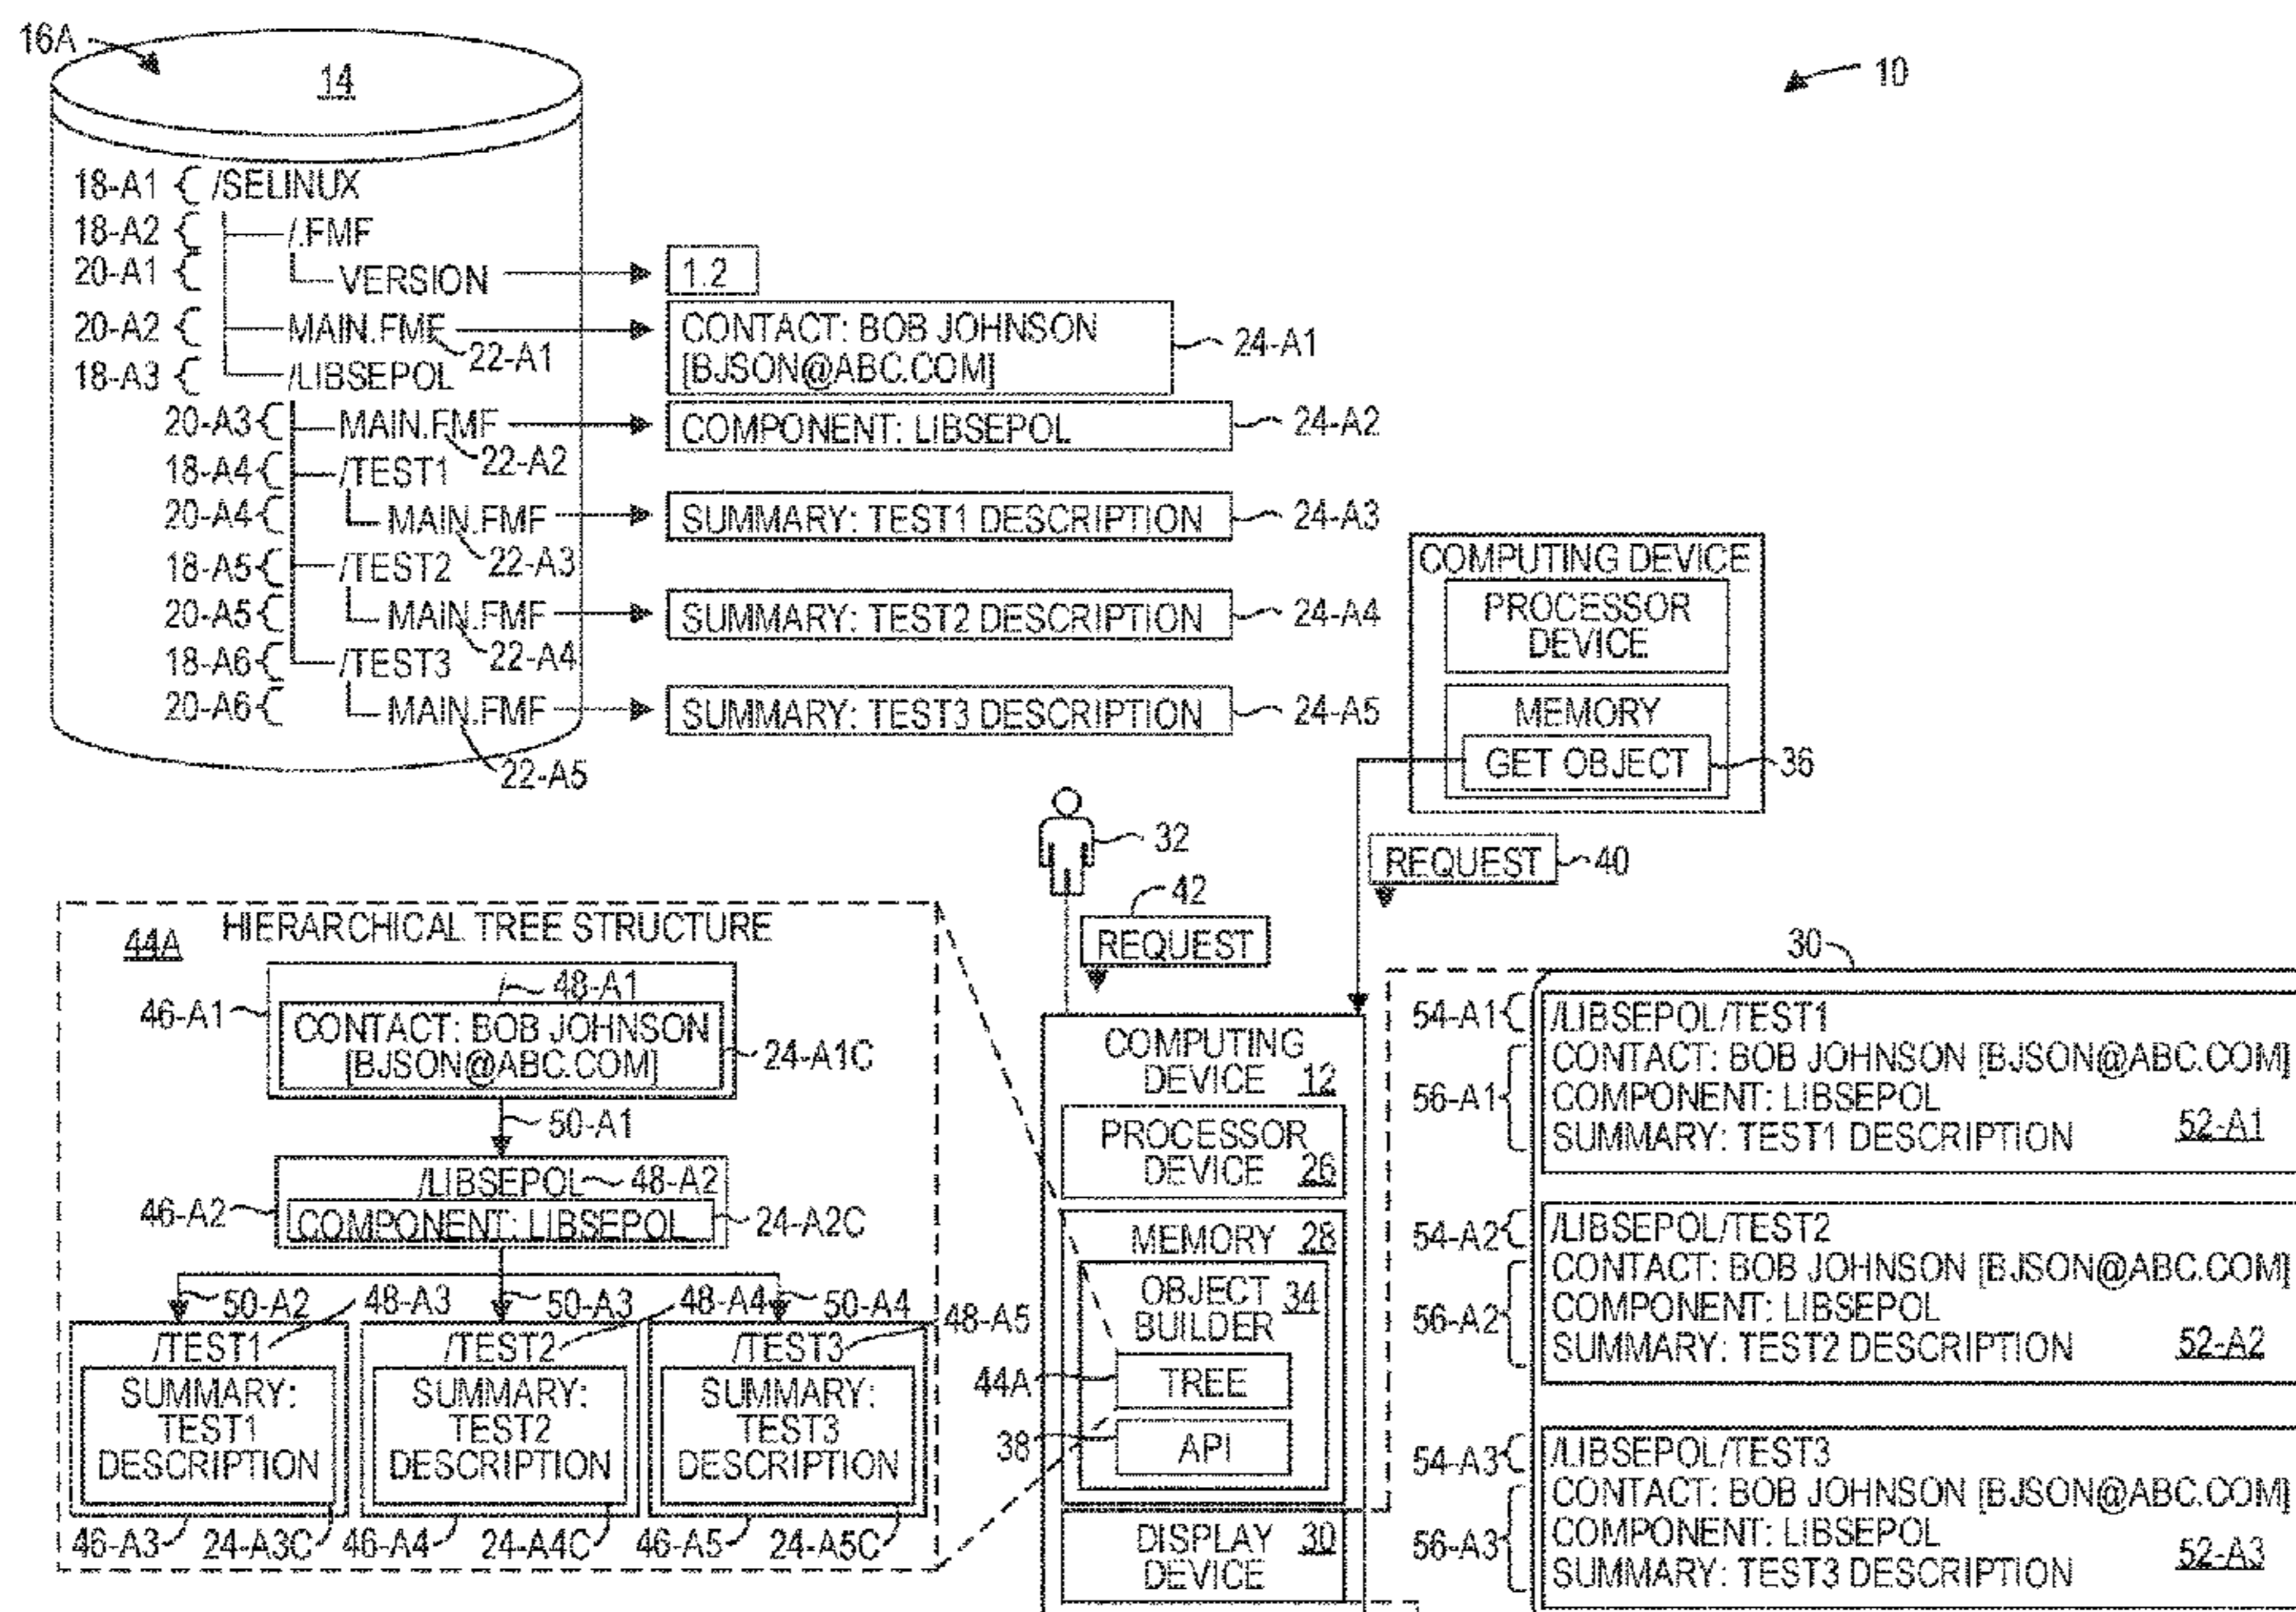 16A
14
10
18-A1 { /SELINUX
18-A2 { /.FMF
20-A1 { VERSION
1.2
20-A2 { MAIN.FMF
22-A1
CONTACT: BOB JOHNSON
[BJSON@ABC.COM]
24-A1
18-A3 { /LIBSEPOL
20-A3 { MAIN.FMF
22-A2
COMPONENT: LIBSEPOL
24-A2
18-A4 { /TEST1
20-A4 { MAIN.FMF
22-A3
SUMMARY: TEST1 DESCRIPTION
24-A3
18-A5 { /TEST2
20-A5 { MAIN.FMF
22-A4
SUMMARY: TEST2 DESCRIPTION
24-A4
18-A6 { /TEST3
20-A6 { MAIN.FMF
22-A5
SUMMARY: TEST3 DESCRIPTION
24-A5
COMPUTING DEVICE
PROCESSOR
DEVICE
MEMORY
GET OBJECT
36
32
REQUEST
40
42
REQUEST
44A
HIERARCHICAL TREE STRUCTURE
46-A1
/
48-A1
CONTACT: BOB JOHNSON
[BJSON@ABC.COM]
24-A1C
50-A1
46-A2
/LIBSEPOL
48-A2
COMPONENT: LIBSEPOL
24-A2C
50-A2
48-A3
50-A3
48-A4
50-A4
48-A5
/TEST1
SUMMARY:
TEST1
DESCRIPTION
46-A3
24-A3C
/TEST2
SUMMARY:
TEST2
DESCRIPTION
46-A4
24-A4C
/TEST3
SUMMARY:
TEST3
DESCRIPTION
46-A5
24-A5C
COMPUTING
DEVICE 12
PROCESSOR
DEVICE 26
MEMORY 28
OBJECT
BUILDER 34
44A
TREE
38
API
DISPLAY
DEVICE 30
30
54-A1 { /LIBSEPOL/TEST1
56-A1
CONTACT: BOB JOHNSON [BJSON@ABC.COM]
COMPONENT: LIBSEPOL
SUMMARY: TEST1 DESCRIPTION
52-A1
54-A2 { /LIBSEPOL/TEST2
56-A2
CONTACT: BOB JOHNSON [BJSON@ABC.COM]
COMPONENT: LIBSEPOL
SUMMARY: TEST2 DESCRIPTION
52-A2
54-A3 { /LIBSEPOL/TEST3
56-A3
CONTACT: BOB JOHNSON [BJSON@ABC.COM]
COMPONENT: LIBSEPOL
SUMMARY: TEST3 DESCRIPTION
52-A3